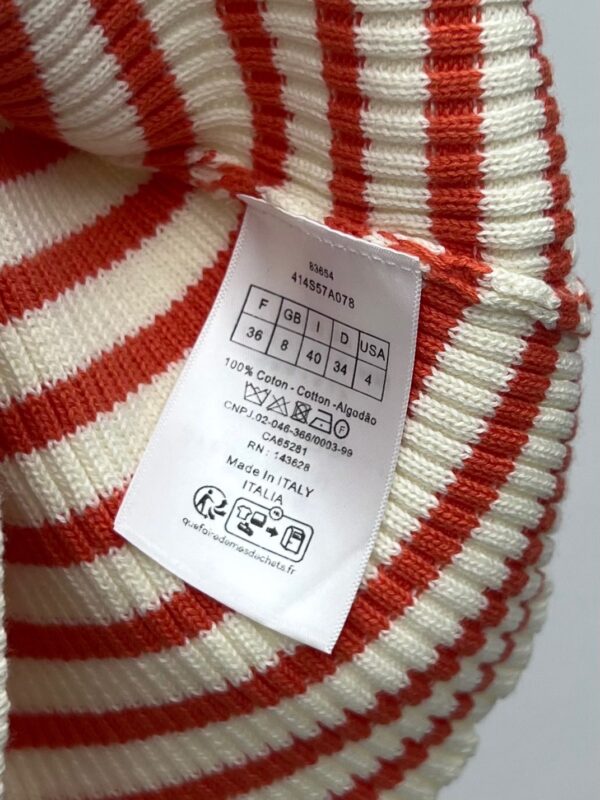 83654
414S57A078
F GB I D USA
36 8 40 34 4
100% Coton - Cotton - Algodão
F
CNPJ.02-046-366/0003-99
CA65281
RN : 143628
Made in ITALY
ITALIA
FR
quefairedemesdechets.fr